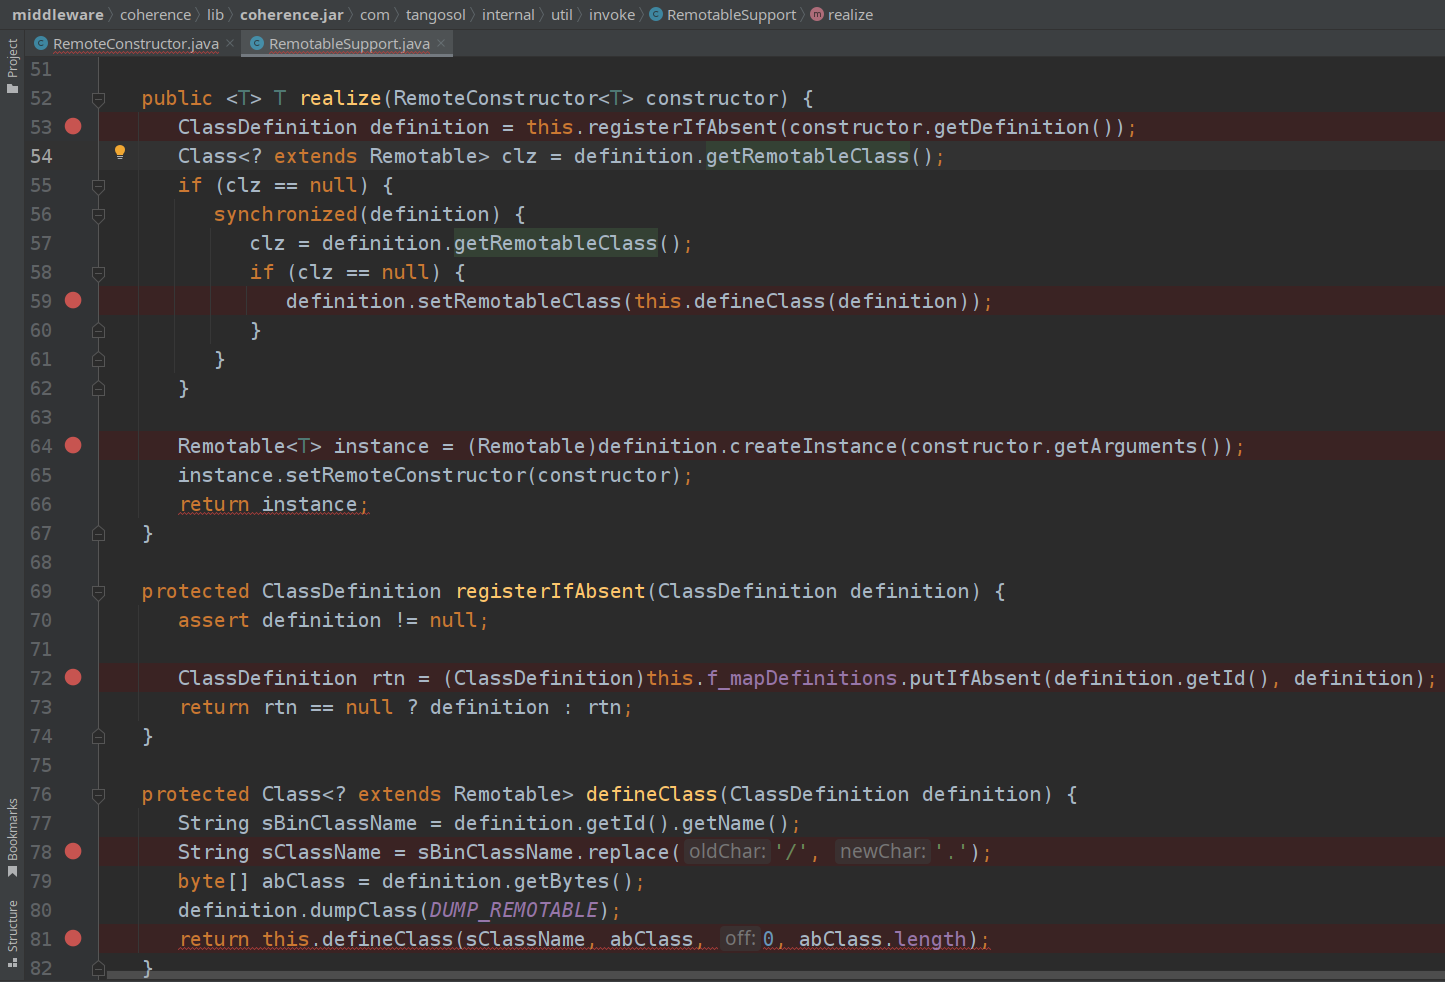 middleware coherence lib coherence.jar com tangosol internal util invoke C RemotableSupport m realize
Project
C RemoteConstructor.java × C RemotableSupport.java ×
51
52 public <T> T realize(RemoteConstructor<T> constructor) {
53 ClassDefinition definition = this.registerIfAbsent(constructor.getDefinition());
54 Class<? extends Remotable> clz = definition.getRemotableClass();
55 if (clz == null) {
56 synchronized(definition) {
57 clz = definition.getRemotableClass();
58 if (clz == null) {
59 definition.setRemotableClass(this.defineClass(definition));
60 }
61 }
62 }
63
64 Remotable<T> instance = (Remotable)definition.createInstance(constructor.getArguments());
65 instance.setRemoteConstructor(constructor);
66 return instance;
67 }
68
69 protected ClassDefinition registerIfAbsent(ClassDefinition definition) {
70 assert definition != null;
71
72 ClassDefinition rtn = (ClassDefinition)this.f_mapDefinitions.putIfAbsent(definition.getId(), definition);
73 return rtn == null ? definition : rtn;
74 }
75
76 protected Class<? extends Remotable> defineClass(ClassDefinition definition) {
77 String sBinClassName = definition.getId().getName();
78 String sClassName = sBinClassName.replace( oldChar: '/', newChar: '.');
79 byte[] abClass = definition.getBytes();
80 definition.dumpClass(DUMP_REMOTABLE);
81 return this.defineClass(sClassName, abClass, off: 0, abClass.length);
82 }
Bookmarks
Structure